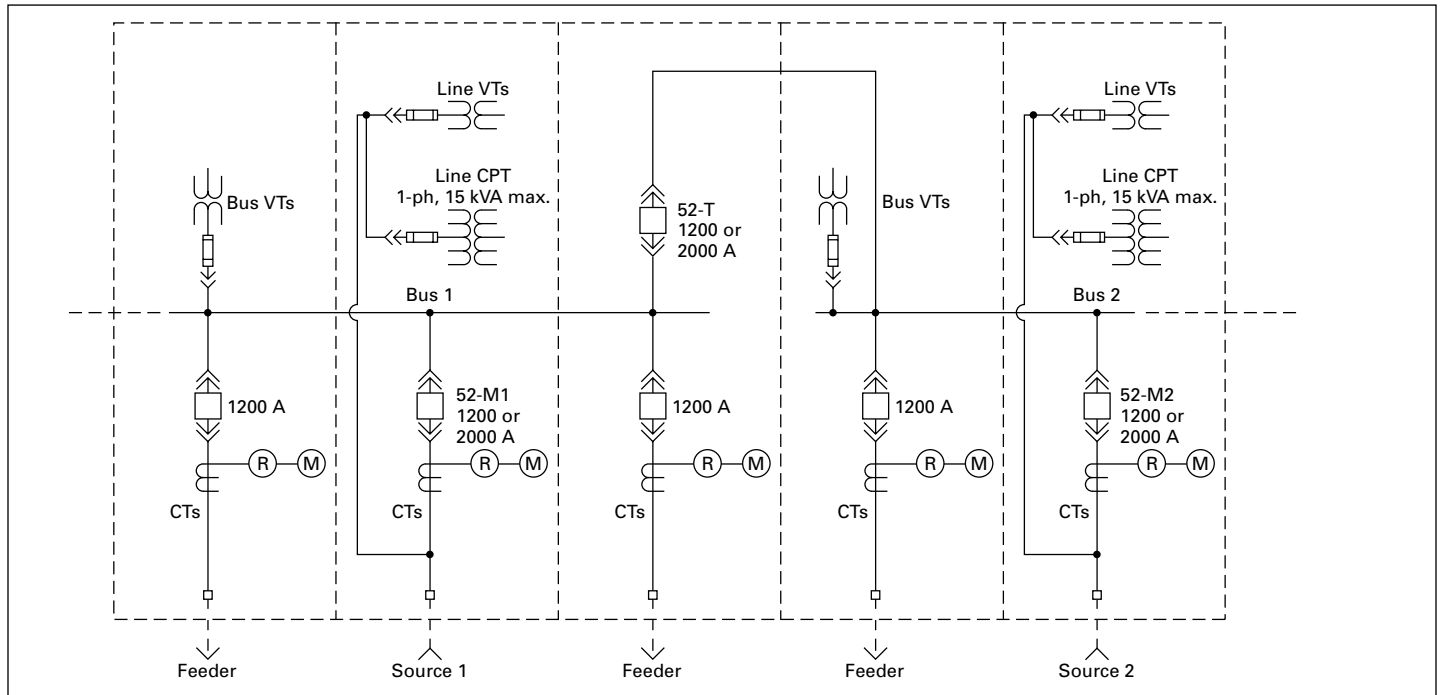 Line VTs
Line VTs
Line CPT
1-ph, 15 kVA max.
Line CPT
1-ph, 15 kVA max.
Bus VTs
52-T
1200 or
2000 A
Bus VTs
Bus 1
Bus 2
1200 A
52-M1
1200 or
2000 A
1200 A
1200 A
52-M2
1200 or
2000 A
R
M
R
M
R
M
R
M
R
M
CTs
CTs
CTs
CTs
CTs
Feeder
Source 1
Feeder
Feeder
Source 2